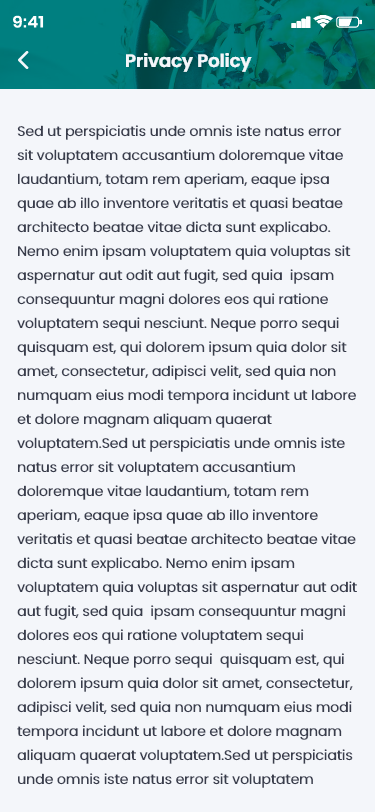 9:41
Privacy Policy
Sed ut perspiciatis unde omnis iste natus error
sit voluptatem accusantium doloremque vitae
laudantium, totam rem aperiam, eaque ipsa
quae ab illo inventore veritatis et quasi beatae
architecto beatae vitae dicta sunt explicabo.
Nemo enim ipsam voluptatem quia voluptas sit
aspernatur aut odit aut fugit, sed quia  ipsam
consequuntur magni dolores eos qui ratione
voluptatem sequi nesciunt. Neque porro sequi
quisquam est, qui dolorem ipsum quia dolor sit
amet, consectetur, adipisci velit, sed quia non
numquam eius modi tempora incidunt ut labore
et dolore magnam aliquam quaerat
voluptatem.Sed ut perspiciatis unde omnis iste
natus error sit voluptatem accusantium
doloremque vitae laudantium, totam rem
aperiam, eaque ipsa quae ab illo inventore
veritatis et quasi beatae architecto beatae vitae
dicta sunt explicabo. Nemo enim ipsam
voluptatem quia voluptas sit aspernatur aut odit
aut fugit, sed quia  ipsam consequuntur magni
dolores eos qui ratione voluptatem sequi
nesciunt. Neque porro sequi  quisquam est, qui
dolorem ipsum quia dolor sit amet, consectetur,
adipisci velit, sed quia non numquam eius modi
tempora incidunt ut labore et dolore magnam
aliquam quaerat voluptatem.Sed ut perspiciatis
unde omnis iste natus error sit voluptatem